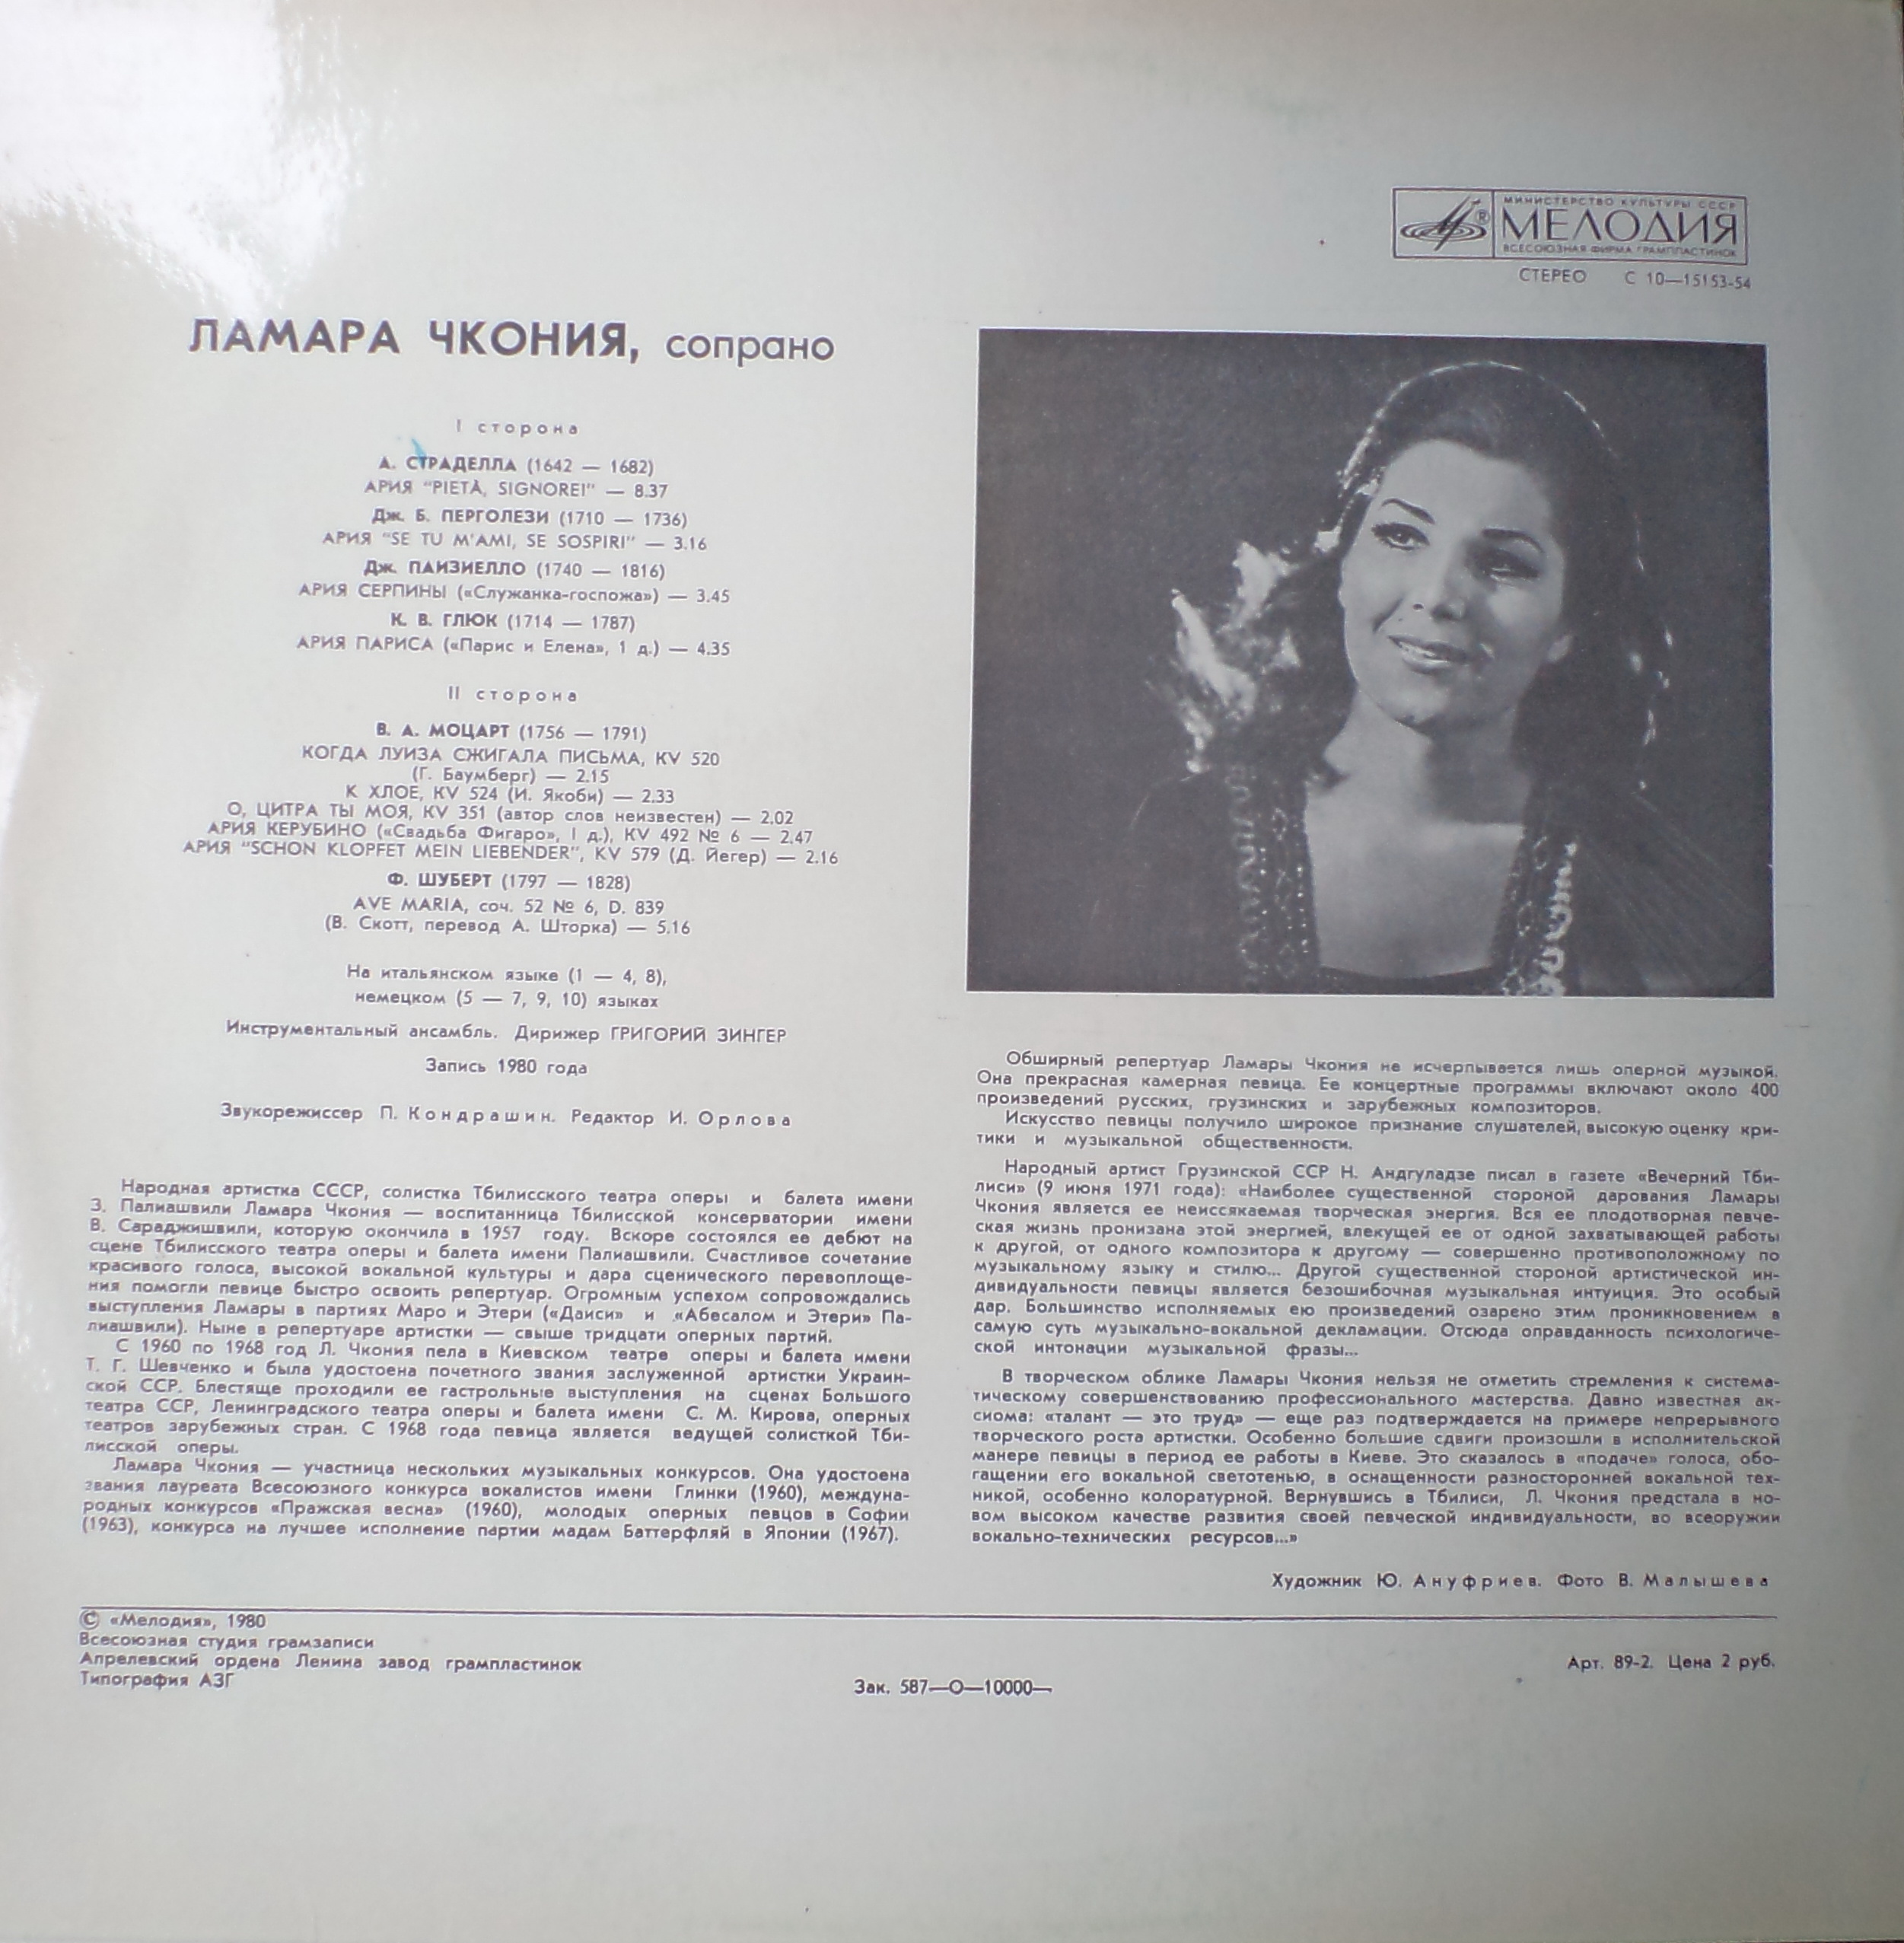 МИНИСТЕРСТВО КУЛЬТУРЫ СССР
МЕЛОДИЯ
ВСЕСОЮЗНАЯ ФИРМА ГРАМПЛАСТИНОК
СТЕРЕО С 10—15153-54
ЛАМАРА ЧКОНИЯ, сопрано
I сторона
А. СТРАДЕЛЛА (1642 — 1682)
АРИЯ "PIETÀ, SIGNORE!" — 8.37
Дж. Б. ПЕРГОЛЕЗИ (1710 — 1736)
АРИЯ "SE TU M'AMI, SE SOSPIRI" — 3.16
Дж. ПАИЗИЕЛЛО (1740 — 1816)
АРИЯ СЕРПИНЫ («Служанка-госпожа») — 3.45
К. В. ГЛЮК (1714 — 1787)
АРИЯ ПАРИСА («Парис и Елена», 1 д.) — 4.35
II сторона
В. А. МОЦАРТ (1756 — 1791)
КОГДА ЛУИЗА СЖИГАЛА ПИСЬМА, KV 520
(Г. Баумберг) — 2.15
К ХЛОЕ, KV 524 (И. Якоби) — 2.33
О, ЦИТРА ТЫ МОЯ, KV 351 (автор слов неизвестен) — 2,02
АРИЯ КЕРУБИНО («Свадьба Фигаро», I д.), KV 492 № 6 — 2.47
АРИЯ "SCHON KLOPFET MEIN LIEBENDER", KV 579 (Д. Йегер) — 2.16
Ф. ШУБЕРТ (1797 — 1828)
AVE MARIA, соч. 52 № 6, D. 839
(В. Скотт, перевод А. Шторка) — 5.16
На итальянском языке (1 — 4, 8),
немецком (5 — 7, 9, 10) языках
Инструментальный ансамбль. Дирижер ГРИГОРИЙ ЗИНГЕР
Запись 1980 года
Звукорежиссер П. Кондрашин. Редактор И. Орлова
Народная артистка СССР, солистка Тбилисского театра оперы и балета имени
З. Палиашвили Ламара Чкония — воспитанница Тбилисской консерватории имени
В. Сараджишвили, которую окончила в 1957 году. Вскоре состоялся ее дебют на
сцене Тбилисского театра оперы и балета имени Палиашвили. Счастливое сочетание
красивого голоса, высокой вокальной культуры и дара сценического перевоплоще-
ния помогли певице быстро освоить репертуар. Огромным успехом сопровождались
выступления Ламары в партиях Маро и Этери («Даиси» и «Абесалом и Этери» Па-
лиашвили). Ныне в репертуаре артистки — свыше тридцати оперных партий.
С 1960 по 1968 год Л. Чкония пела в Киевском театре оперы и балета имени
Т. Г. Шевченко и была удостоена почетного звания заслуженной артистки Украин-
ской ССР. Блестяще проходили ее гастрольные выступления на сценах Большого
театра ССР, Ленинградского театра оперы и балета имени С. М. Кирова, оперных
театров зарубежных стран. С 1968 года певица является ведущей солисткой Тби-
лисской оперы.
Ламара Чкония — участница нескольких музыкальных конкурсов. Она удостоена
звания лауреата Всесоюзного конкурса вокалистов имени Глинки (1960), междуна-
родных конкурсов «Пражская весна» (1960), молодых оперных певцов в Софии
(1963), конкурса на лучшее исполнение партии мадам Баттерфляй в Японии (1967).
Обширный репертуар Ламары Чкония не исчерпывается лишь оперной музыкой.
Она прекрасная камерная певица. Ее концертные программы включают около 400
произведений русских, грузинских и зарубежных композиторов.
Искусство певицы получило широкое признание слушателей, высокую оценку кри-
тики и музыкальной общественности.
Народный артист Грузинской ССР Н. Андгуладзе писал в газете «Вечерний Тби-
лиси» (9 июня 1971 года): «Наиболее существенной стороной дарования Ламары
Чкония является ее неиссякаемая творческая энергия. Вся ее плодотворная певче-
ская жизнь пронизана этой энергией, влекущей ее от одной захватывающей работы
к другой, от одного композитора к другому — совершенно противоположному по
музыкальному языку и стилю... Другой существенной стороной артистической ин-
дивидуальности певицы является безошибочная музыкальная интуиция. Это особый
дар. Большинство исполняемых ею произведений озарено этим проникновением в
самую суть музыкально-вокальной декламации. Отсюда оправданность психологиче-
ской интонации музыкальной фразы...
В творческом облике Ламары Чкония нельзя не отметить стремления к система-
тическому совершенствованию профессионального мастерства. Давно известная ак-
сиома: «талант — это труд» — еще раз подтверждается на примере непрерывного
творческого роста артистки. Особенно большие сдвиги произошли в исполнительской
манере певицы в период ее работы в Киеве. Это сказалось в «подаче» голоса, обо-
гащении его вокальной светотенью, в оснащенности разносторонней вокальной тех-
никой, особенно колоратурной. Вернувшись в Тбилиси, Л. Чкония предстала в но-
вом высоком качестве развития своей певческой индивидуальности, во всеоружии
вокально-технических ресурсов...»
Художник Ю. Ануфриев. Фото В. Малышева
© «Мелодия», 1980
Всесоюзная студия грамзаписи
Апрелевский ордена Ленина завод грампластинок
Типография АЗГ
Зак. 587—О—10000—
Арт. 89-2. Цена 2 руб.